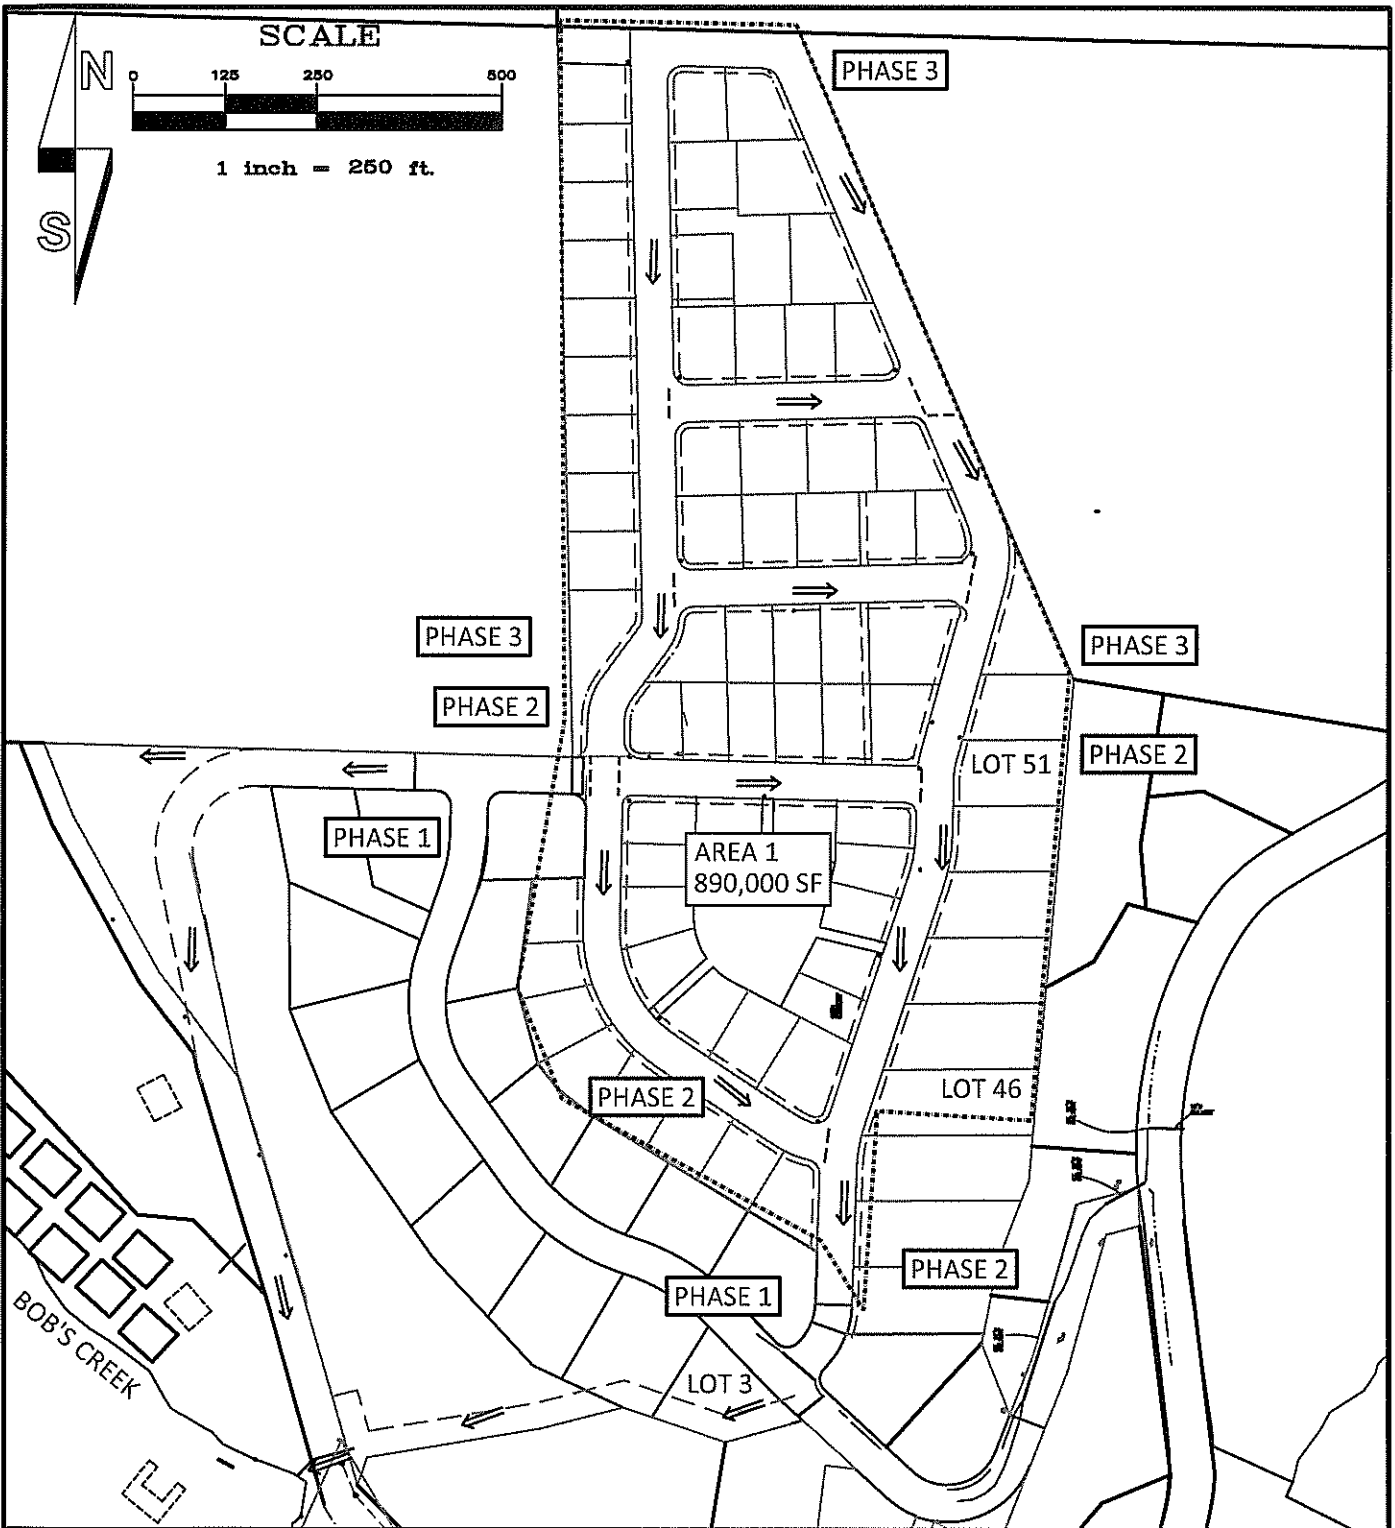 SCALE
N
0 125 250 500
1 inch = 250 ft.
S
PHASE 3
PHASE 3
PHASE 3
PHASE 2
PHASE 2
LOT 51
PHASE 1
AREA 1
890,000 SF
PHASE 2
LOT 46
PHASE 2
PHASE 1
BOB'S CREEK
LOT 3